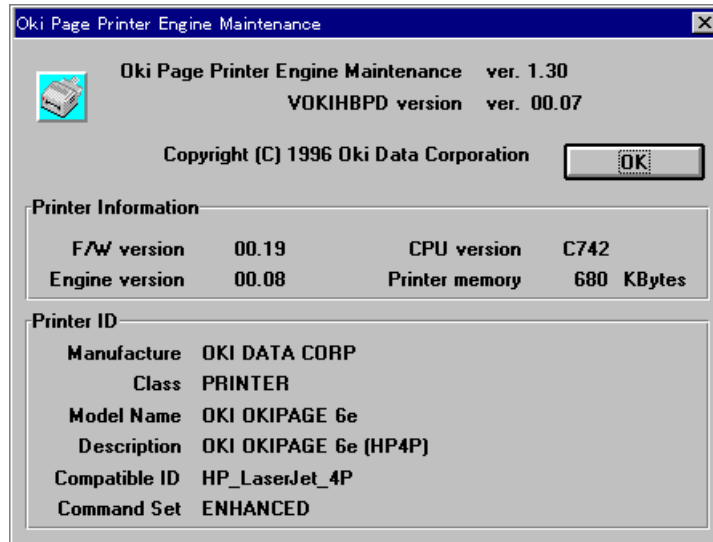 Oki Page Printer Engine Maintenance
Oki Page Printer Engine Maintenance ver. 1.30
VOKIHBPD version ver. 00.07
Copyright (C) 1996 Oki Data Corporation OK
Printer Information
F/W version 00.19 CPU version C742
Engine version 00.08 Printer memory 680 KBytes
Printer ID
Manufacture OKI DATA CORP
Class PRINTER
Model Name OKI OKIPAGE 6e
Description OKI OKIPAGE 6e (HP4P)
Compatible ID HP_LaserJet_4P
Command Set ENHANCED